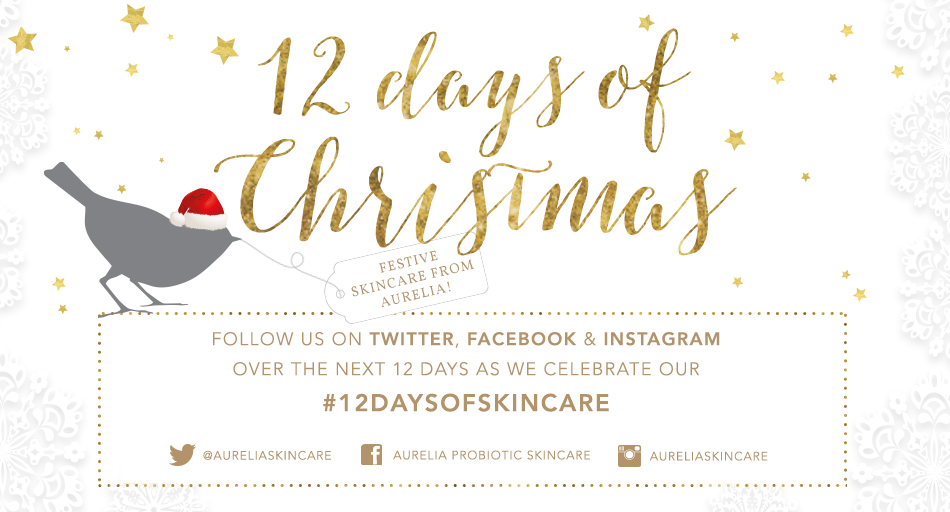 12 days of
Christmas
FESTIVE
SKINCARE FROM
AURELIA!
FOLLOW US ON TWITTER, FACEBOOK & INSTAGRAM
OVER THE NEXT 12 DAYS AS WE CELEBRATE OUR
#12DAYSOFSKINCARE
@AURELIASKINCARE AURELIA PROBIOTIC SKINCARE AURELIASKINCARE